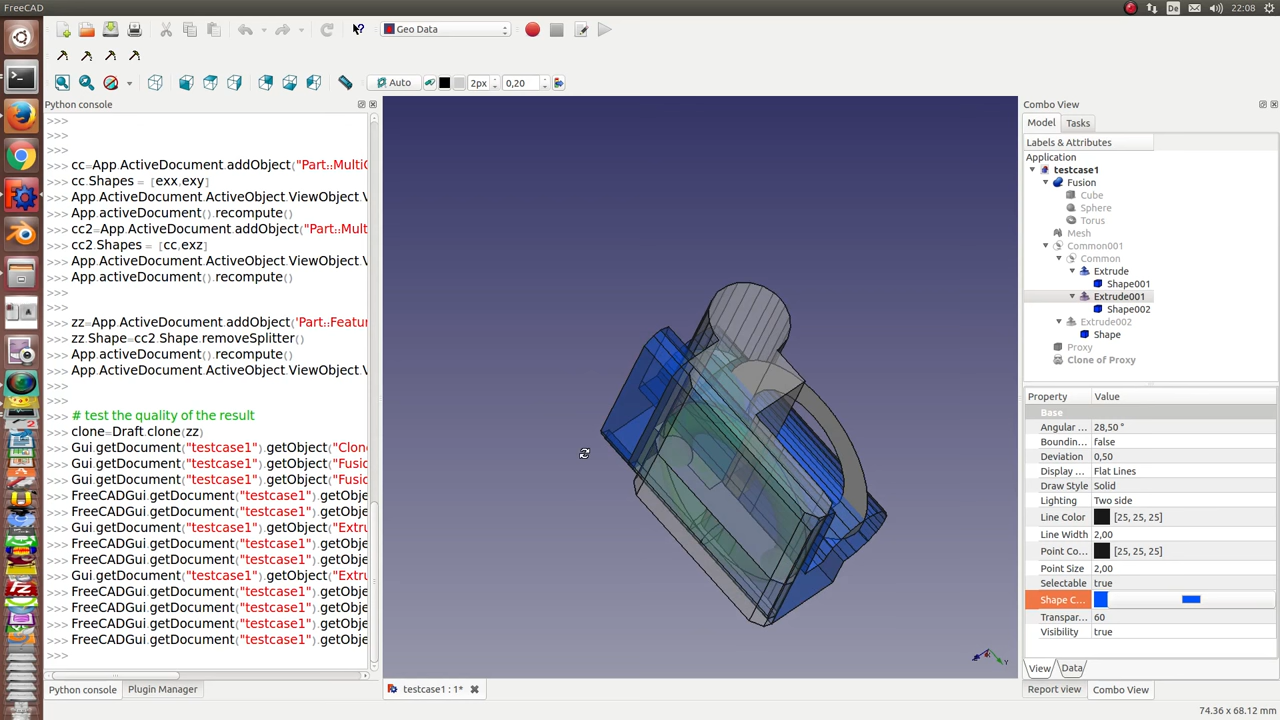 FreeCAD
De
22:08
Geo Data
Auto
2px
0,20
Python console
>>>
>>>
>>>
>>> cc=App.ActiveDocument.addObject("Part::MultiC
>>> cc.Shapes = [exx,exy]
>>> App.ActiveDocument.ActiveObject.ViewObject.V
>>> App.activeDocument().recompute()
>>> cc2=App.ActiveDocument.addObject("Part::Mult
>>> cc2.Shapes = [cc,exz]
>>> App.ActiveDocument.ActiveObject.ViewObject.V
>>> App.activeDocument().recompute()
>>>
>>>
>>> zz=App.ActiveDocument.addObject('Part::Featur
>>> zz.Shape=cc2.Shape.removeSplitter()
>>> App.activeDocument().recompute()
>>> App.ActiveDocument.ActiveObject.ViewObject.V
>>>
>>>
>>> # test the quality of the result
>>> clone=Draft.clone(zz)
>>> Gui.getDocument("testcase1").getObject("Clon
>>> Gui.getDocument("testcase1").getObject("Fusic
>>> Gui.getDocument("testcase1").getObject("Fusic
>>> FreeCADGui.getDocument("testcase1").getObje
>>> FreeCADGui.getDocument("testcase1").getObje
>>> Gui.getDocument("testcase1").getObject("Extru
>>> FreeCADGui.getDocument("testcase1").getObje
>>> FreeCADGui.getDocument("testcase1").getObje
>>> Gui.getDocument("testcase1").getObject("Extru
>>> FreeCADGui.getDocument("testcase1").getObje
>>> FreeCADGui.getDocument("testcase1").getObje
>>> FreeCADGui.getDocument("testcase1").getObje
>>> FreeCADGui.getDocument("testcase1").getObje
>>>
Python console
Plugin Manager
testcase1 : 1*
Combo View
Model
Tasks
Labels & Attributes
Application
testcase1
Fusion
Cube
Sphere
Torus
Mesh
Common001
Common
Extrude
Shape001
Extrude001
Shape002
Extrude002
Shape
Proxy
Clone of Proxy
Property Value
Base
Angular ... 28,50 °
Boundin... false
Deviation 0,50
Display ... Flat Lines
Draw Style Solid
Lighting Two side
Line Color [25, 25, 25]
Line Width 2,00
Point Co... [25, 25, 25]
Point Size 2,00
Selectable true
Shape C...
Transpar... 60
Visibility true
View
Data
Report view
Combo View
74.36 x 68.12 mm